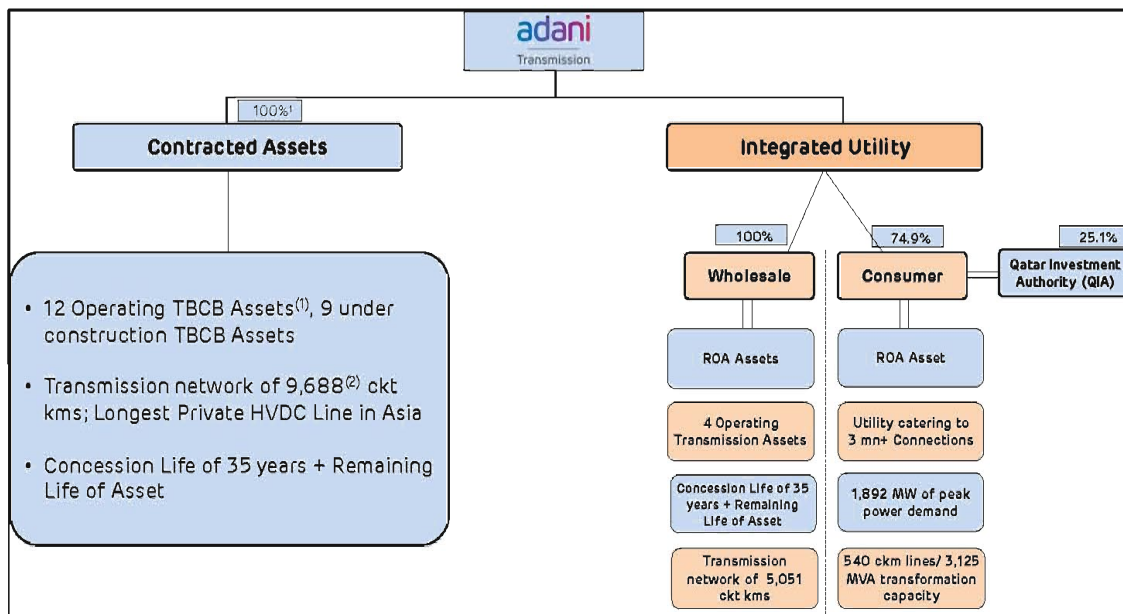 adani
Transmission
100%¹
Contracted Assets
• 12 Operating TBCB Assets⁽¹⁾, 9 under
construction TBCB Assets
• Transmission network of 9,688⁽²⁾ ckt
kms; Longest Private HVDC Line in Asia
• Concession Life of 35 years + Remaining
Life of Asset
Integrated Utility
100%
Wholesale
ROA Assets
4 Operating
Transmission Assets
Concession Life of 35
years + Remaining
Life of Asset
Transmission
network of 5,051
ckt kms
74.9%
Consumer
ROA Asset
Utility catering to
3 mn+ Connections
1,892 MW of peak
power demand
540 ckm lines/ 3,125
MVA transformation
capacity
25.1%
Qatar Investment
Authority (QIA)